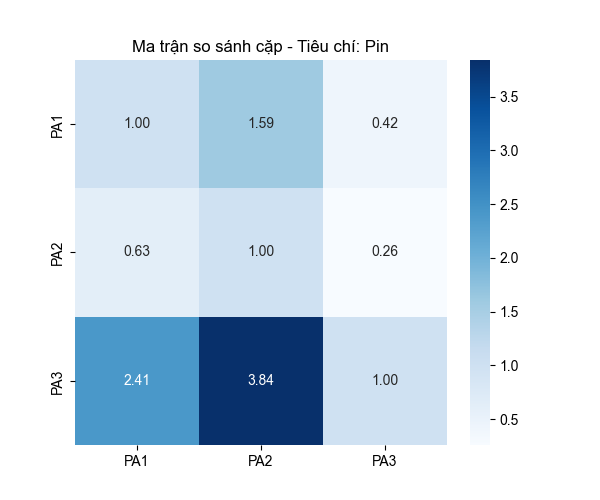 Ma trận so sánh cặp - Tiêu chí: Pin
PA1 1.00 1.59 0.42
PA2 0.63 1.00 0.26
PA3 2.41 3.84 1.00
PA1 PA2 PA3
3.5
3.0
2.5
2.0
1.5
1.0
0.5